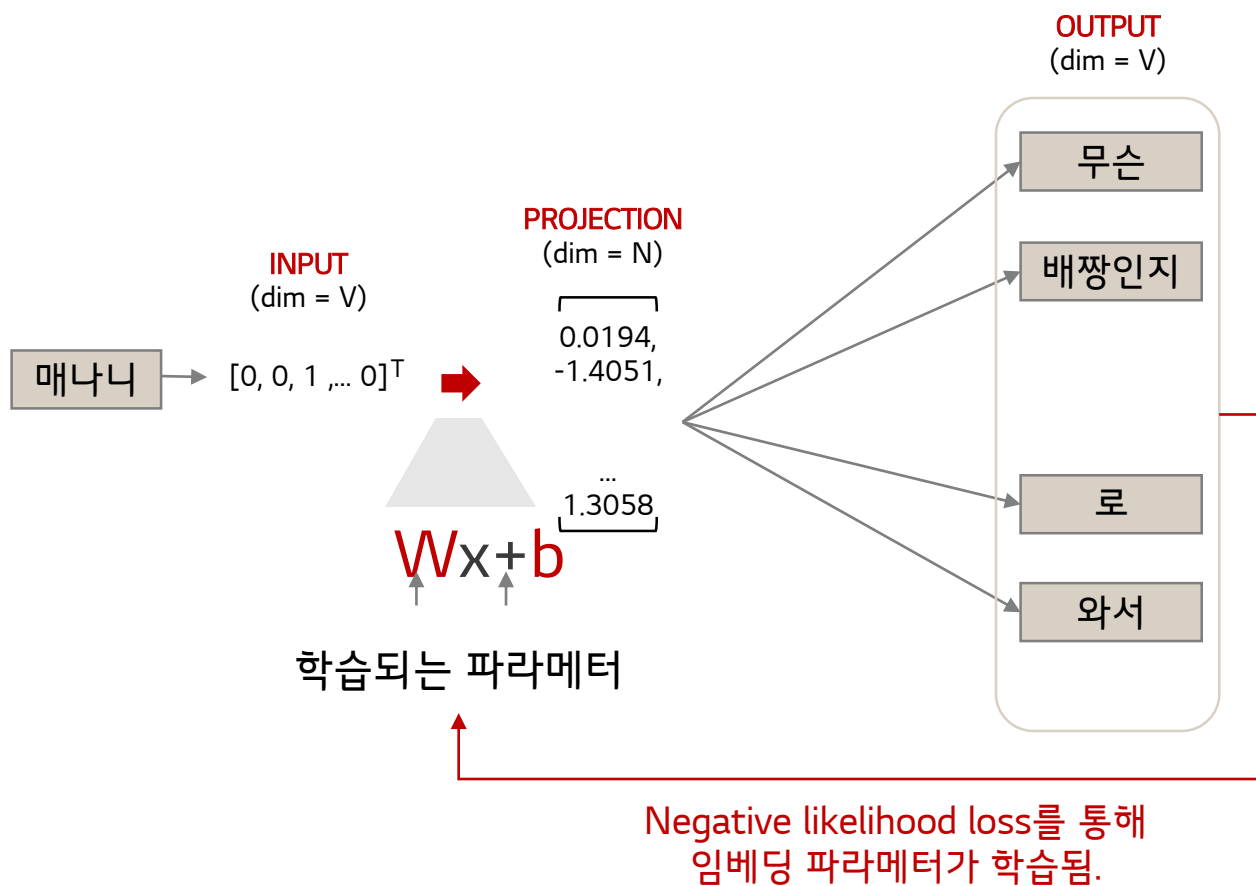 매나니
INPUT
(dim = V)
[0, 0, 1 ,... 0]ᵀ
Wx+b
학습되는 파라메터
PROJECTION
(dim = N)
0.0194,
-1.4051,
...
1.3058
OUTPUT
(dim = V)
무슨
배짱인지
로
와서
Negative likelihood loss를 통해
임베딩 파라메터가 학습됨.